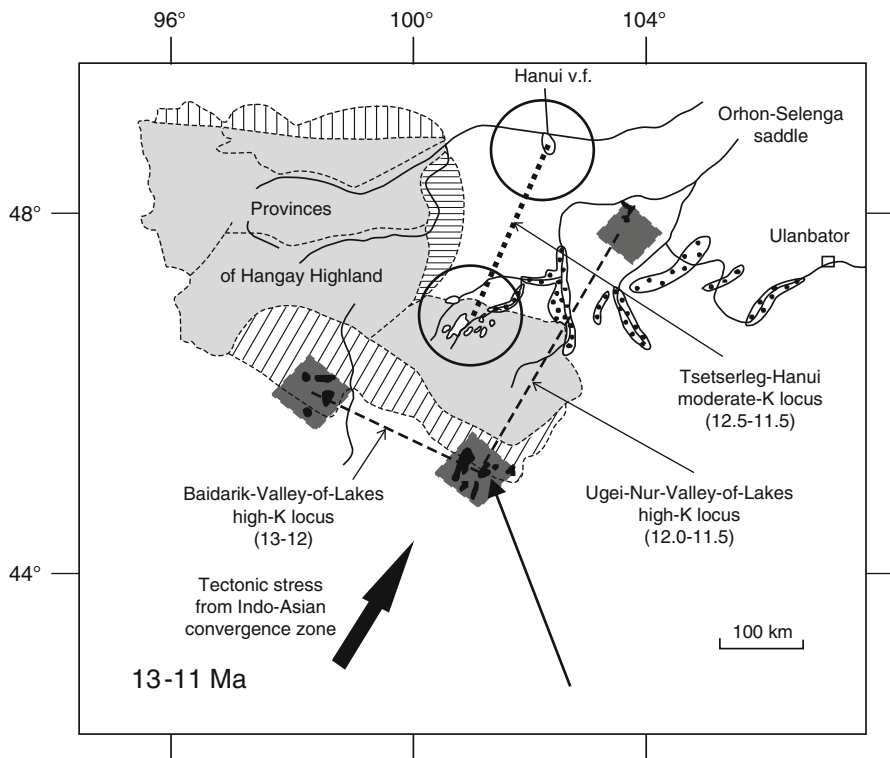 96°
100°
104°
Hanui v.f.
Orhon-Selenga
saddle
48°
Provinces
Ulanbator
of Hangay Highland
Tsetserleg-Hanui
moderate-K locus
(12.5-11.5)
Baidarik-Valley-of-Lakes
high-K locus
(13-12)
Ugei-Nur-Valley-of-Lakes
high-K locus
(12.0-11.5)
44°
Tectonic stress
from Indo-Asian
convergence zone
100 km
13-11 Ma